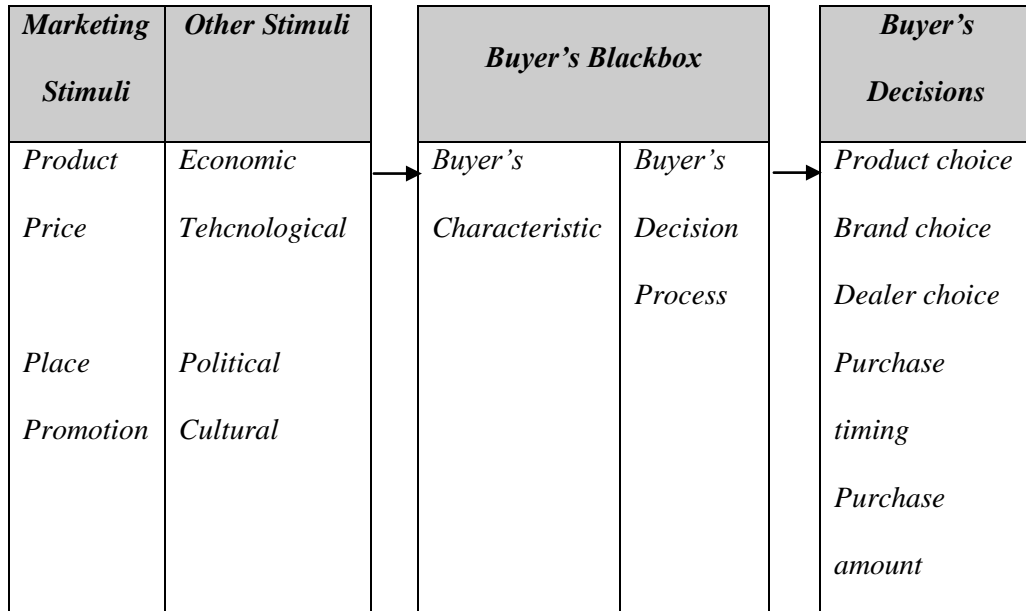 Marketing Stimuli
Other Stimuli
Buyer's Blackbox
Buyer's Decisions
Product
Price
Place
Promotion
Economic
Tehcnological
Political
Cultural
Buyer's
Characteristic
Buyer's
Decision
Process
Product choice
Brand choice
Dealer choice
Purchase
timing
Purchase
amount